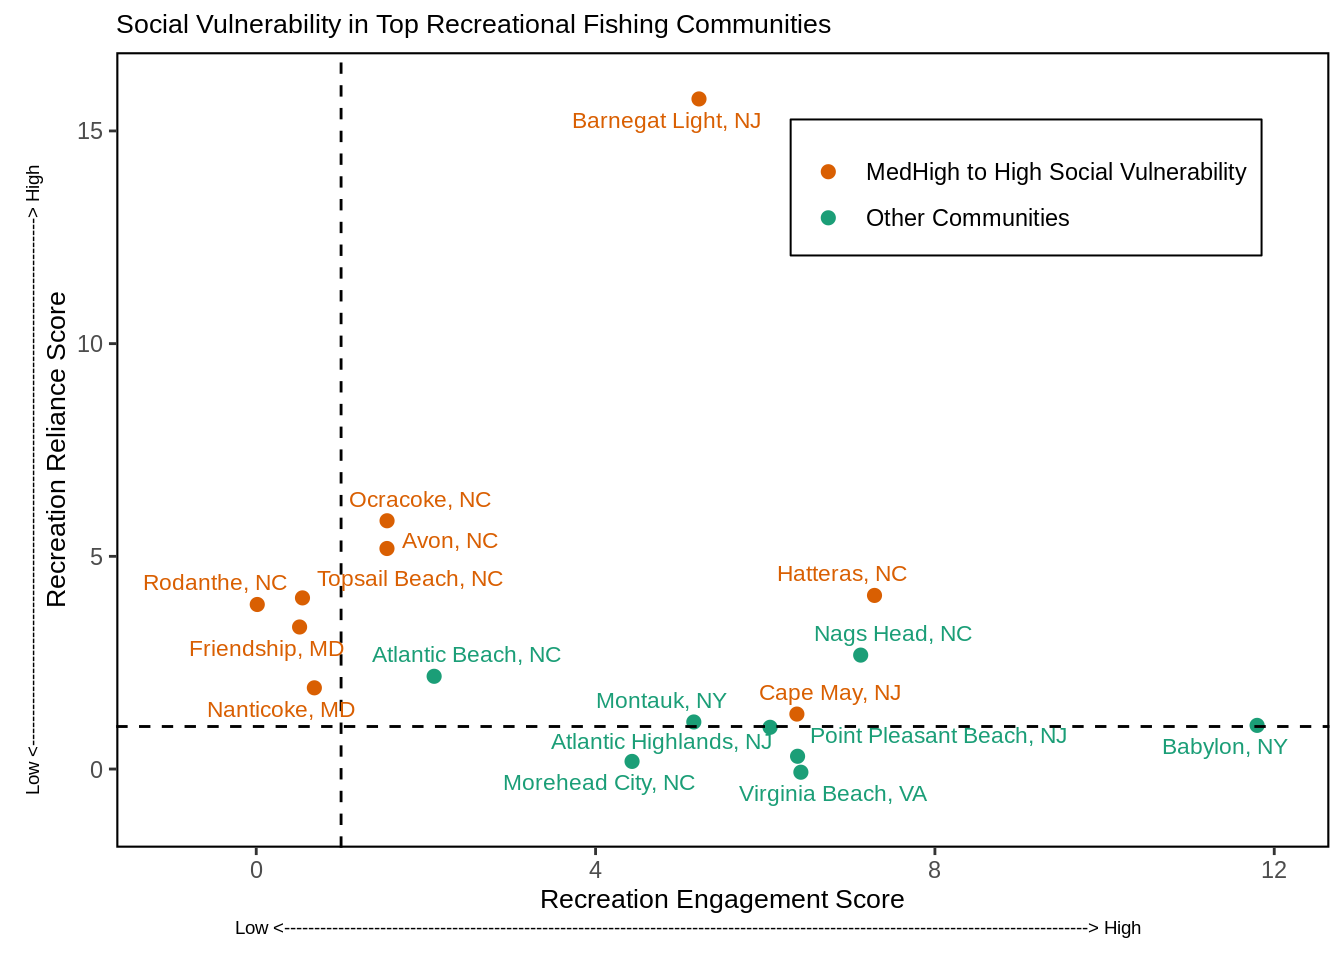 Social Vulnerability in Top Recreational Fishing Communities
15
10
5
0
Recreation Reliance Score
Low <----------------------------------------------------------------------------------------> High
Barnegat Light, NJ
MedHigh to High Social Vulnerability
Other Communities
Ocracoke, NC
Avon, NC
Topsail Beach, NC
Rodanthe, NC
Hatteras, NC
Nags Head, NC
Friendship, MD
Atlantic Beach, NC
Cape May, NJ
Montauk, NY
Nanticoke, MD
Point Pleasant Beach, NJ
Atlantic Highlands, NJ
Babylon, NY
Morehead City, NC
Virginia Beach, VA
0
4
8
12
Recreation Engagement Score
Low <--------------------------------------------------------------------------------------------------------------------------------------> High